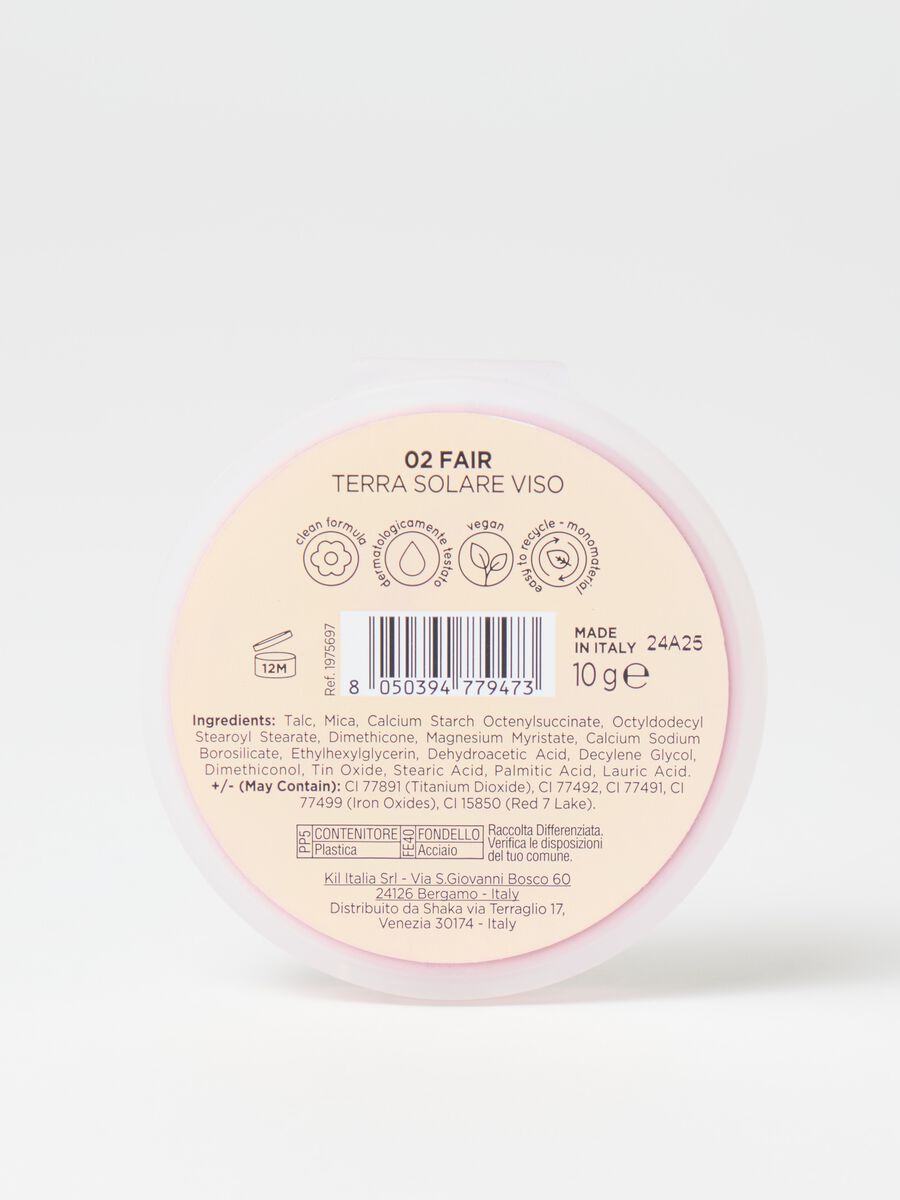 02 FAIR
TERRA SOLARE VISO
clean formula
dermatologicamente testato
vegan
easy to recycle - monomaterial
12M
Ref. 1975697
8 050394 779473
MADE
IN ITALY
24A25
10 g e
Ingredients: Talc, Mica, Calcium Starch Octenylsuccinate, Octyldodecyl
Stearoyl Stearate, Dimethicone, Magnesium Myristate, Calcium Sodium
Borosilicate, Ethylhexylglycerin, Dehydroacetic Acid, Decylene Glycol,
Dimethiconol, Tin Oxide, Stearic Acid, Palmitic Acid, Lauric Acid.
+/- (May Contain): CI 77891 (Titanium Dioxide), CI 77492, CI 77491, CI
77499 (Iron Oxides), CI 15850 (Red 7 Lake).
PP5
CONTENITORE
Plastica
FE40
FONDELLO
Acciaio
Raccolta Differenziata.
Verifica le disposizioni
del tuo comune.
Kil Italia Srl - Via S.Giovanni Bosco 60
24126 Bergamo - Italy
Distribuito da Shaka via Terraglio 17,
Venezia 30174 - Italy